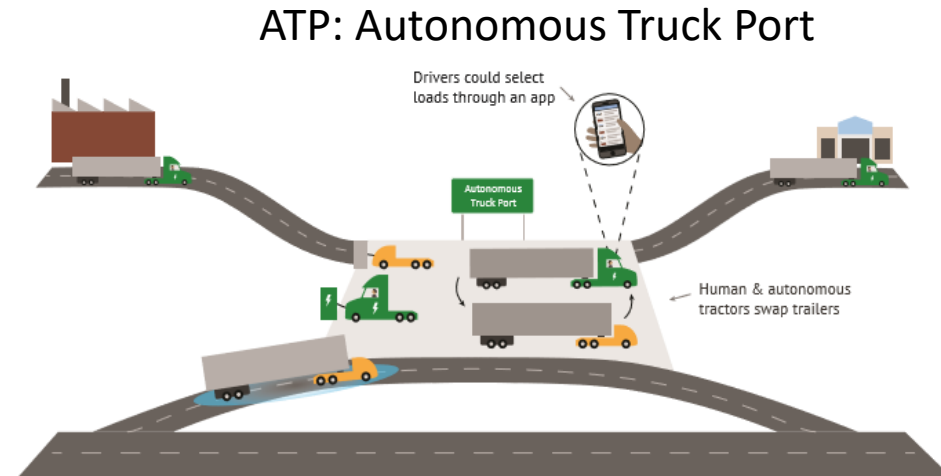 ATP: Autonomous Truck Port
Drivers could select
loads through an app
Autonomous
Truck Port
Human & autonomous
tractors swap trailers